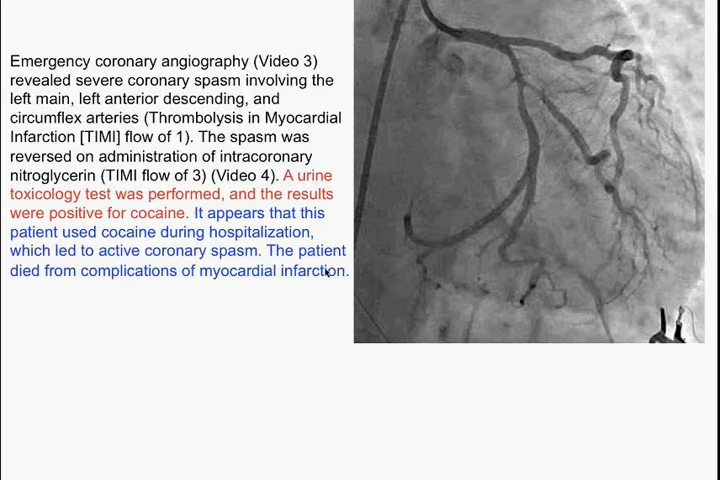 Emergency coronary angiography (Video 3)
revealed severe coronary spasm involving the
left main, left anterior descending, and
circumflex arteries (Thrombolysis in Myocardial
Infarction [TIMI] flow of 1). The spasm was
reversed on administration of intracoronary
nitroglycerin (TIMI flow of 3) (Video 4). A urine
toxicology test was performed, and the results
were positive for cocaine. It appears that this
patient used cocaine during hospitalization,
which led to active coronary spasm. The patient
died from complications of myocardial infarction.